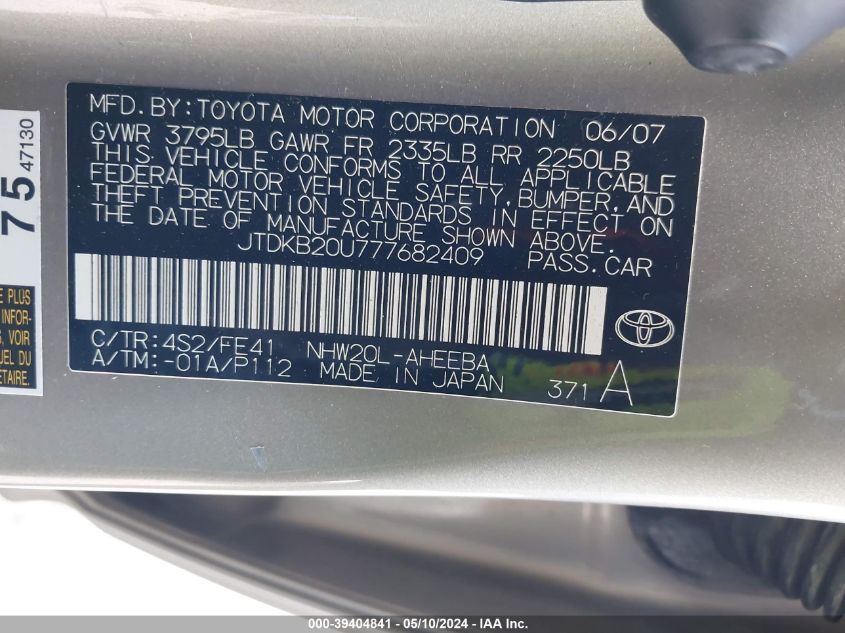 MFD. BY: TOYOTA MOTOR CORPORATION 06/07
GVWR 3795LB GAWR FR 2335LB RR 2250LB
THIS VEHICLE CONFORMS TO ALL APPLICABLE
FEDERAL MOTOR VEHICLE SAFETY, BUMPER, AND
THEFT PREVENTION STANDARDS IN EFFECT ON
THE DATE OF MANUFACTURE SHOWN ABOVE.
JTDKB20U777682409 PASS. CAR
C/TR: 4S2/FE41 NHW20L-AHEEBA
A/TM: -01A/P112 MADE IN JAPAN 371 A
75 47130
E PLUS
INFOR-
S, VOIR
UEL DU
ÉTAIRE.
000-39404841 - 05/10/2024 - IAA, Inc.